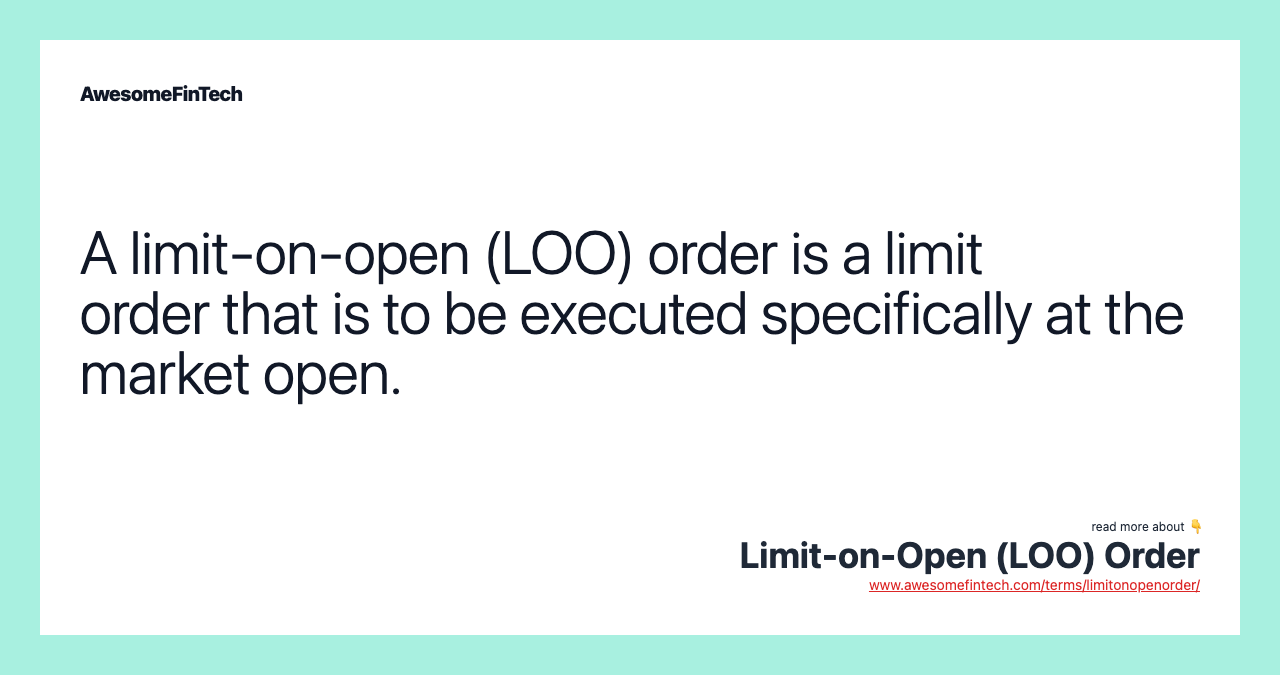 AwesomeFinTech
A limit-on-open (LOO) order is a limit
order that is to be executed specifically at the
market open.
read more about 👇
Limit-on-Open (LOO) Order
www.awesomefintech.com/terms/limitonopenorder/